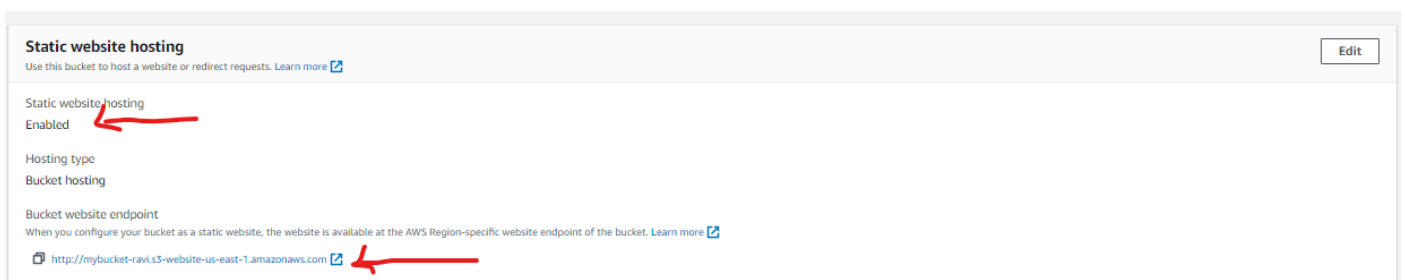 Static website hosting
Edit
Use this bucket to host a website or redirect requests. Learn more
Static website hosting
Enabled
Hosting type
Bucket hosting
Bucket website endpoint
When you configure your bucket as a static website, the website is available at the AWS Region-specific website endpoint of the bucket. Learn more
http://mybucket-ravi.s3-website-us-east-1.amazonaws.com